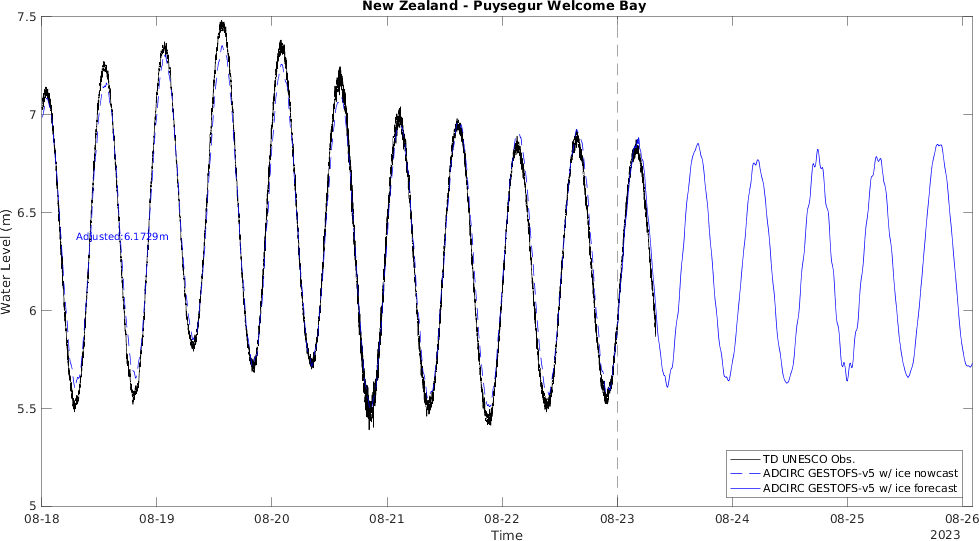 New Zealand - Puysegur Welcome Bay
7.5
7
6.5
6
5.5
5
Water Level (m)
Adjusted:6.1729m
TD UNESCO Obs.
ADCIRC GESTOFS-v5 w/ ice nowcast
ADCIRC GESTOFS-v5 w/ ice forecast
08-18 08-19 08-20 08-21 08-22 08-23 08-24 08-25 08-26
Time
2023